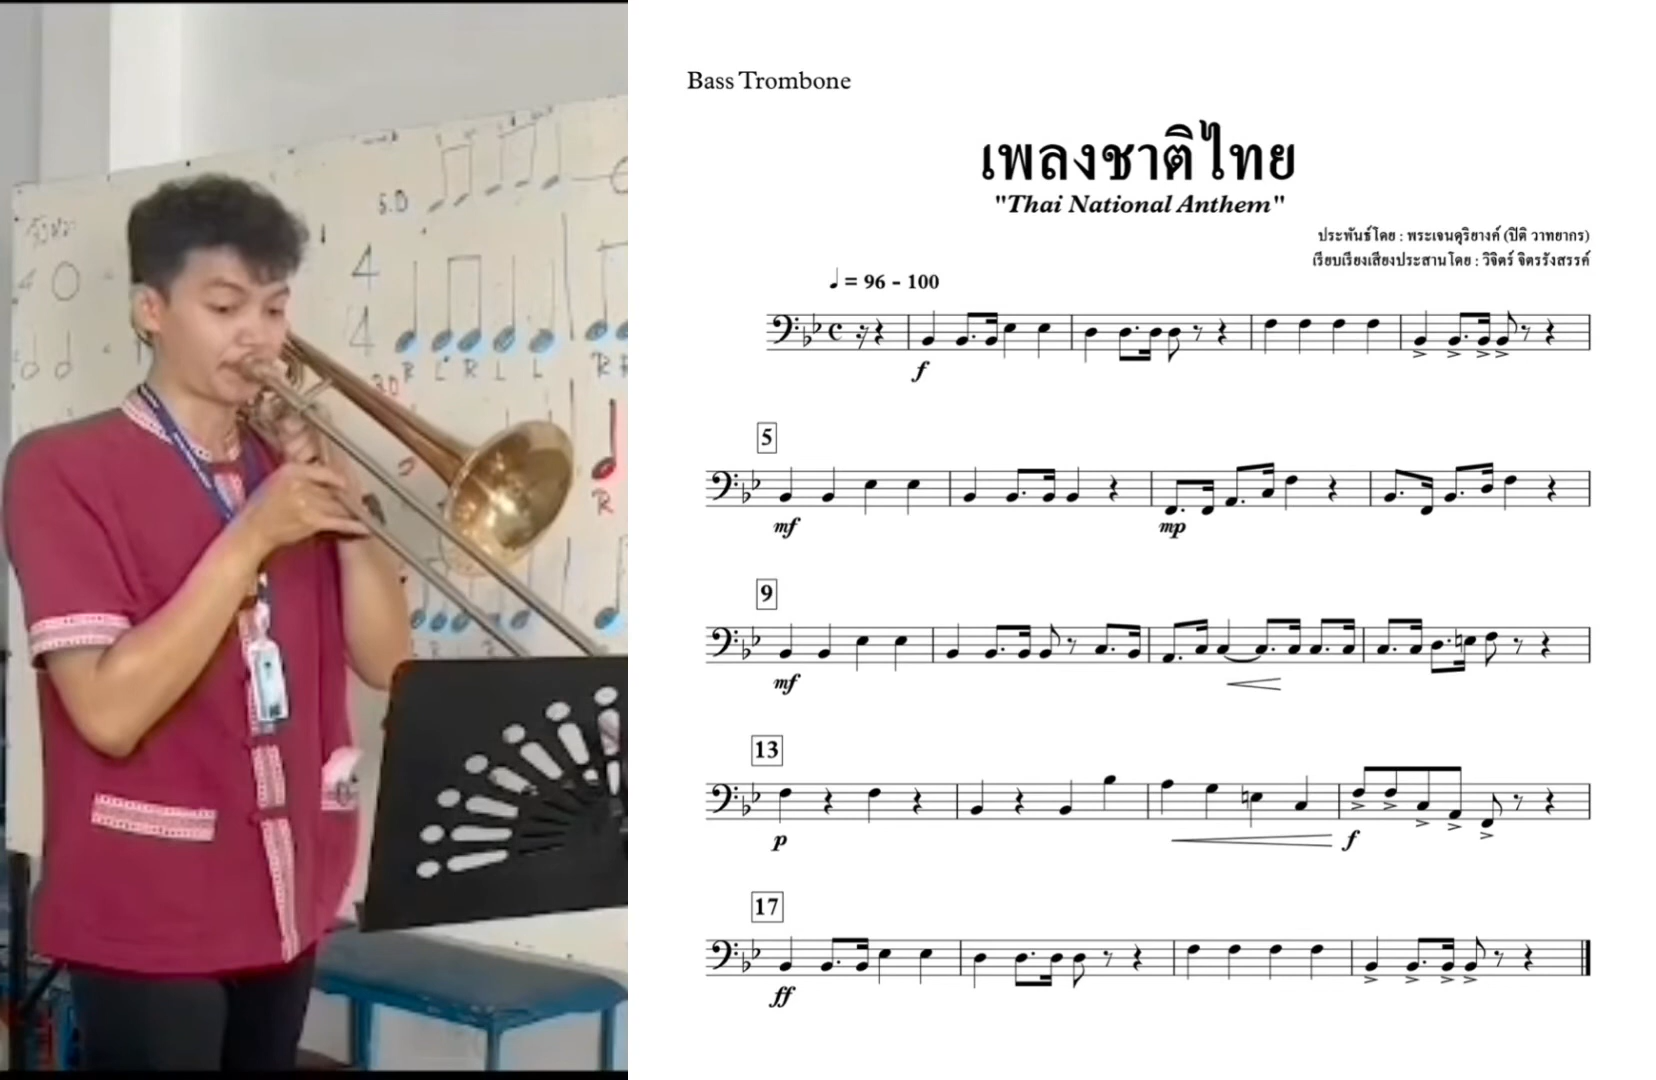 Bass Trombone
เพลงชาติไทย
"Thai National Anthem"
ประพันธ์โดย : พระเจนดุริยางค์ (ปิติ วาทยากร)
เรียบเรียงเสียงประสานโดย : วิจิตร์ จิตรรังสรรค์
♩ = 96 - 100
f
5
mf
mp
9
mf
13
p
f
17
ff
5.D
4
4
R L R L L R R
3.D
R